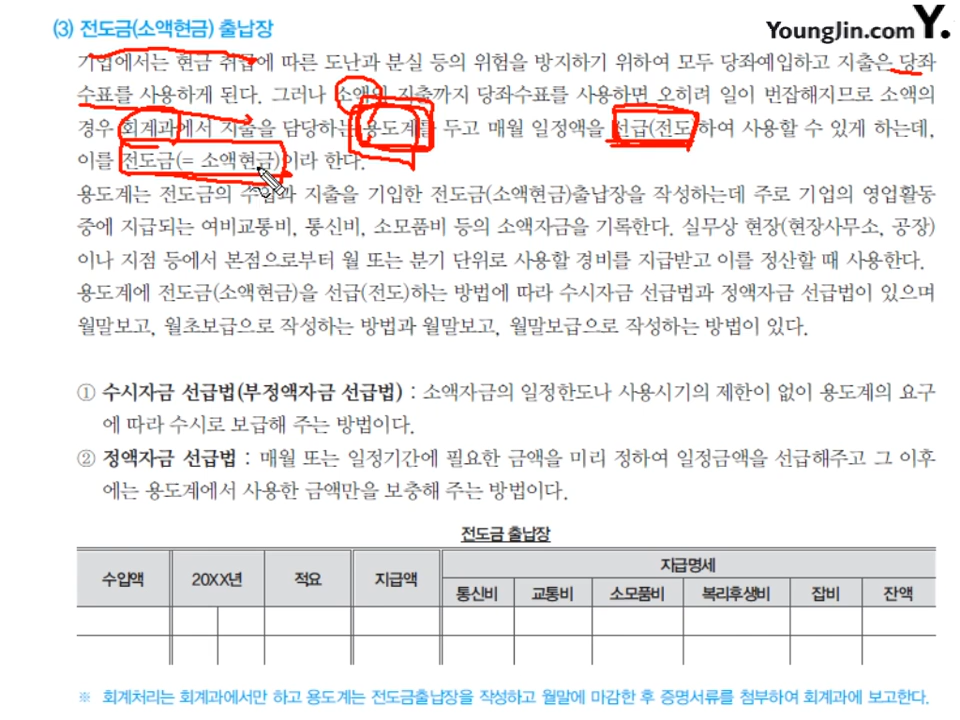 (3) 전도금(소액현금) 출납장
YoungJin.com Y.
기업에서는 현금 취급에 따른 도난과 분실 등의 위험을 방지하기 위하여 모두 당좌예입하고 지출은 당좌
수표를 사용하게 된다. 그러나 소액의 지출까지 당좌수표를 사용하면 오히려 일이 번잡해지므로 소액의
경우 회계과에서 지출을 담당하는 용도계를 두고 매월 일정액을 선급(전도)하여 사용할 수 있게 하는데,
이를 전도금(= 소액현금)이라 한다.
용도계는 전도금의 수입과 지출을 기입한 전도금(소액현금)출납장을 작성하는데 주로 기업의 영업활동
중에 지급되는 여비교통비, 통신비, 소모품비 등의 소액자금을 기록한다. 실무상 현장(현장사무소, 공장)
이나 지점 등에서 본점으로부터 월 또는 분기 단위로 사용할 경비를 지급받고 이를 정산할 때 사용한다.
용도계에 전도금(소액현금)을 선급(전도)하는 방법에 따라 수시자금 선급법과 정액자금 선급법이 있으며
월말보고, 월초보급으로 작성하는 방법과 월말보고, 월말보급으로 작성하는 방법이 있다.
① 수시자금 선급법(부정액자금 선급법) : 소액자금의 일정한도나 사용시기의 제한이 없이 용도계의 요구
에 따라 수시로 보급해 주는 방법이다.
② 정액자금 선급법 : 매월 또는 일정기간에 필요한 금액을 미리 정하여 일정금액을 선급해주고 그 이후
에는 용도계에서 사용한 금액만을 보충해 주는 방법이다.
전도금 출납장
수입액 20XX년 적요 지급액 지급명세
통신비 교통비 소모품비 복리후생비 잡비 잔액
※ 회계처리는 회계과에서만 하고 용도계는 전도금출납장을 작성하고 월말에 마감한 후 증명서류를 첨부하여 회계과에 보고한다.